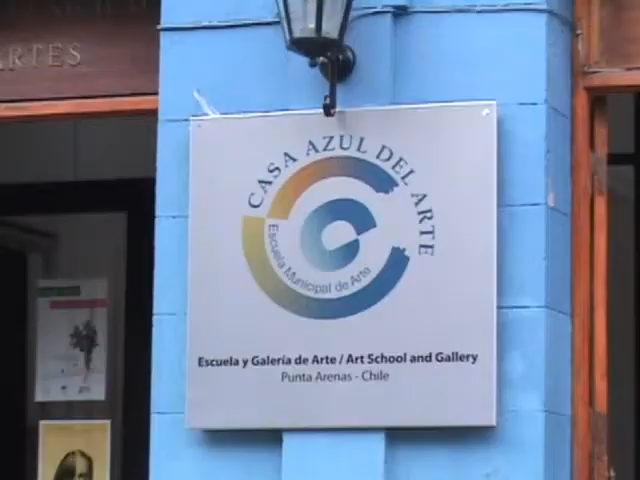 ARTES
CASA AZUL DEL ARTE
Escuela Municipal de Arte
Escuela y Galería de Arte / Art School and Gallery
Punta Arenas - Chile